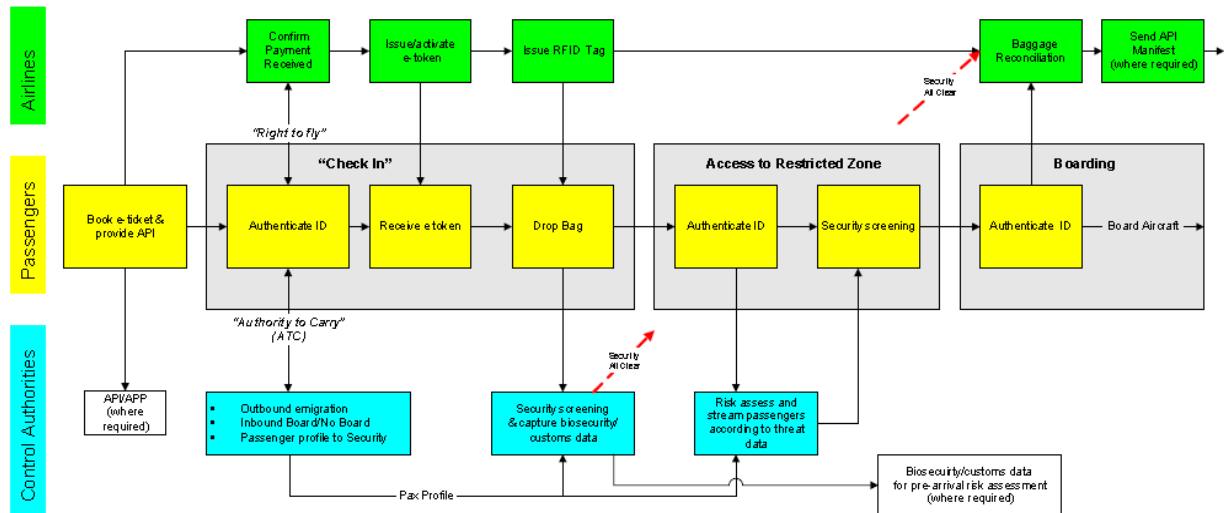 Airlines
Confirm
Payment
Received
Issue/activate
e-token
Issue RFID Tag
Baggage
Reconciliation
Send API
Manifest
(where required)
Security
All Clear
"Right to fly"
Passengers
"Check In"
Access to Restricted Zone
Boarding
Book e-ticket &
provide API
Authenticate ID
Receive e token
Drop Bag
Authenticate ID
Security screening
Authenticate ID
Board Aircraft
"Authority to Carry"
(ATC)
Security
All Clear
Control Authorities
API/APP
(where
required)
▪ Outbound emigration
▪ Inbound Board/No Board
▪ Passenger profile to Security
Security screening
& capture biosecurity/
customs data
Risk assess and
stream passengers
according to threat
data
Pax Profile
Biosecuirty/customs data
for pre-arrival risk assessment
(where required)